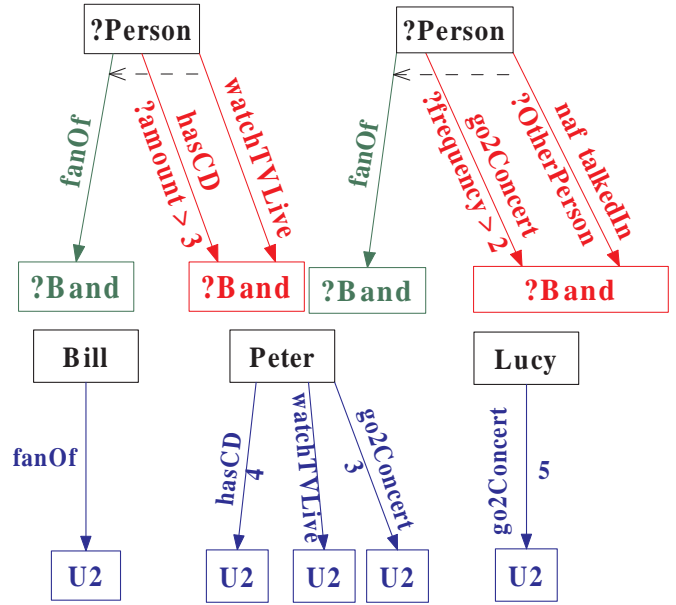 ?Person
?Person
fanOf
hasCD
?amount > 3
watchTVLive
fanOf
go2Concert
?frequency > 2
naf talkedIn
?OtherPerson
?Band
?Band
?Band
?Band
Bill
Peter
Lucy
fanOf
hasCD
4
watchTVLive
go2Concert
3
go2Concert
5
U2
U2
U2
U2
U2